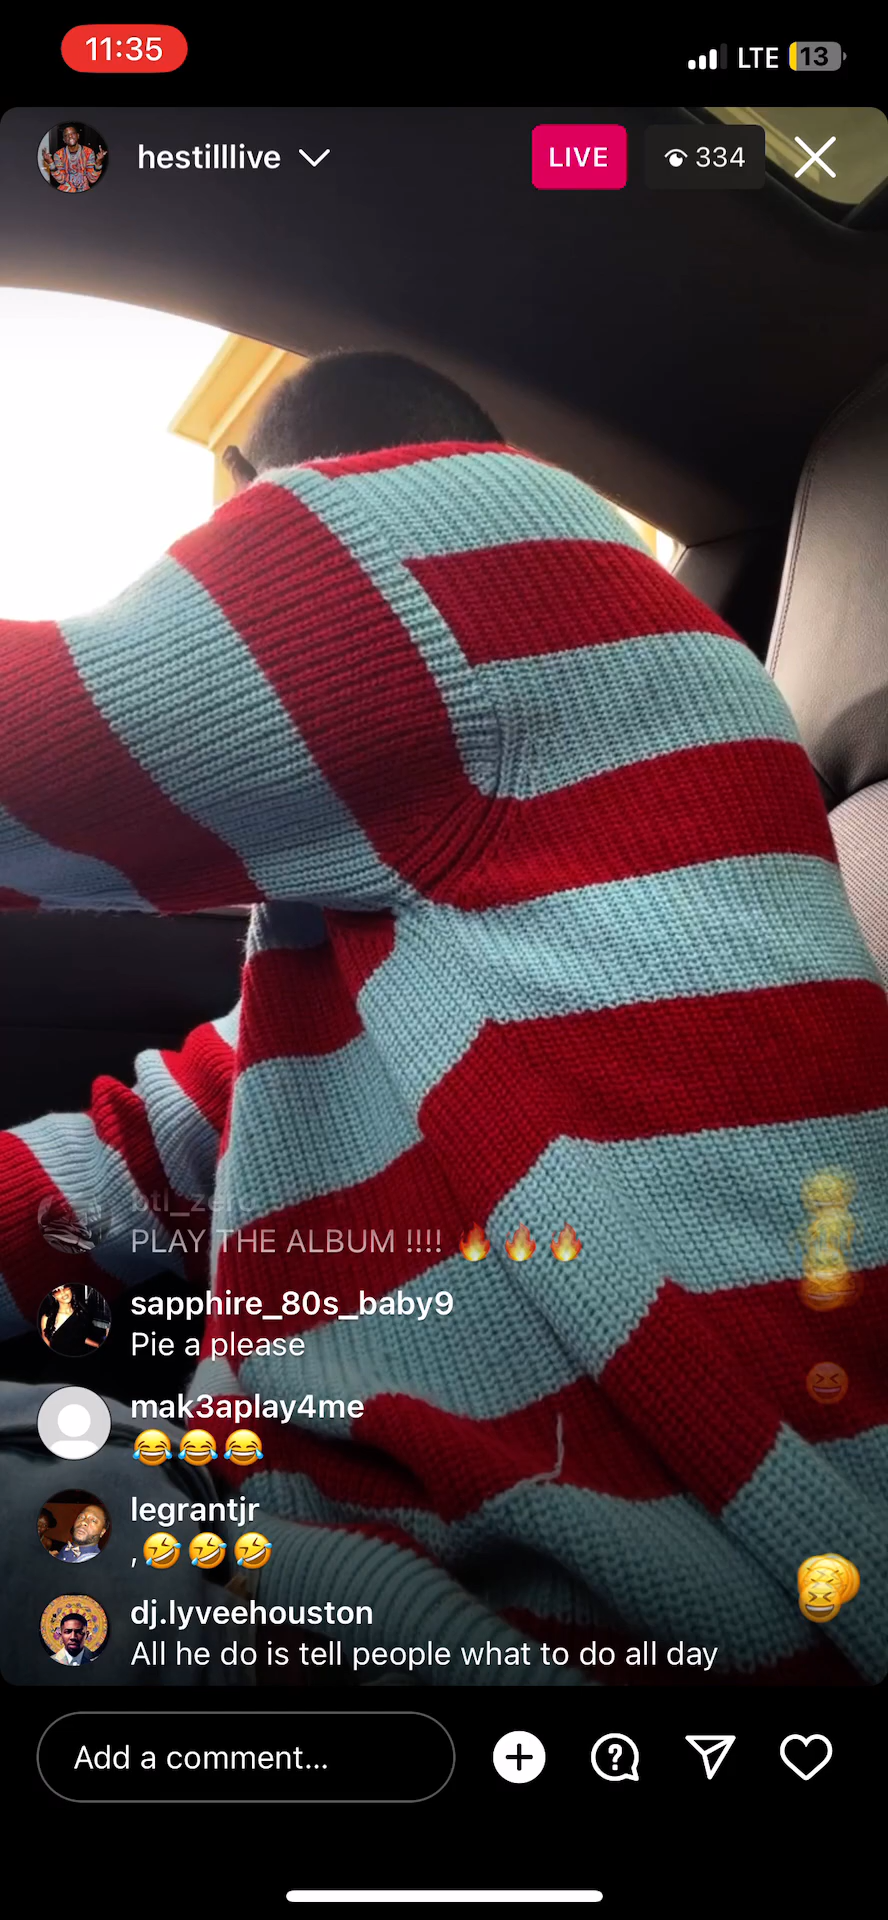 11:35
LTE 13
hestilllive
LIVE
334
btl_zero
PLAY THE ALBUM !!!! 🔥🔥🔥
sapphire_80s_baby9
Pie a please
mak3aplay4me
😂😂😂
legrantjr
,🤣🤣🤣
dj.lyveehouston
All he do is tell people what to do all day
Add a comment...